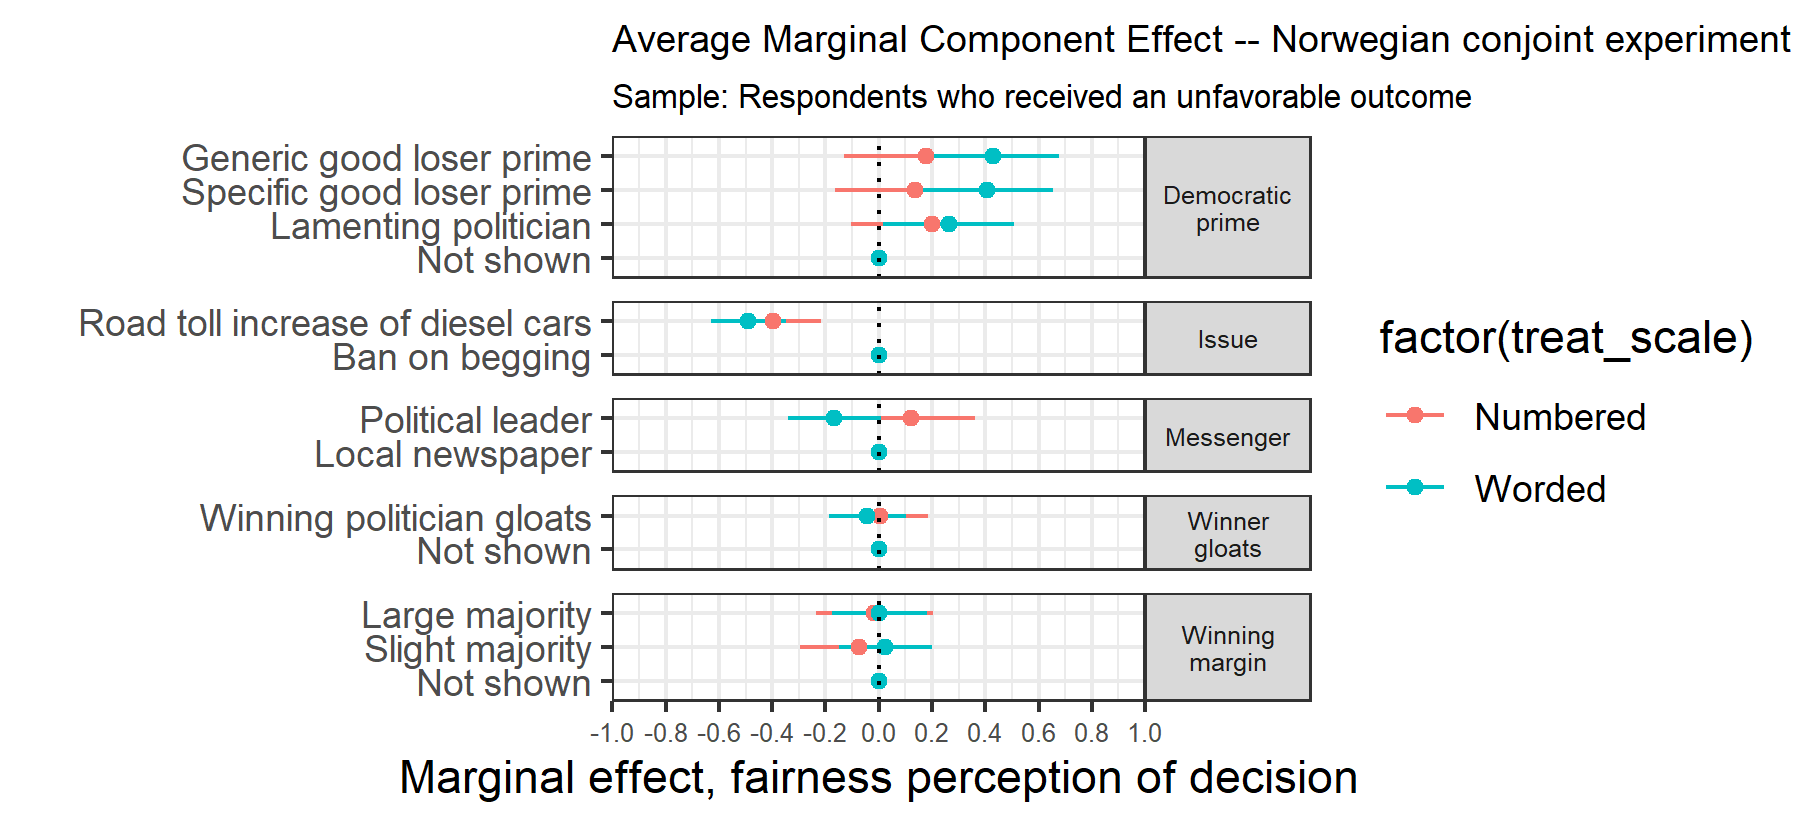 Average Marginal Component Effect -- Norwegian conjoint experiment
Sample: Respondents who received an unfavorable outcome
Generic good loser prime
Specific good loser prime
Lamenting politician
Not shown
Democratic
prime
Road toll increase of diesel cars
Ban on begging
Issue
Political leader
Local newspaper
Messenger
Winning politician gloats
Not shown
Winner
gloats
Large majority
Slight majority
Not shown
Winning
margin
-1.0 -0.8 -0.6 -0.4 -0.2 0.0 0.2 0.4 0.6 0.8 1.0
Marginal effect, fairness perception of decision
factor(treat_scale)
Numbered
Worded